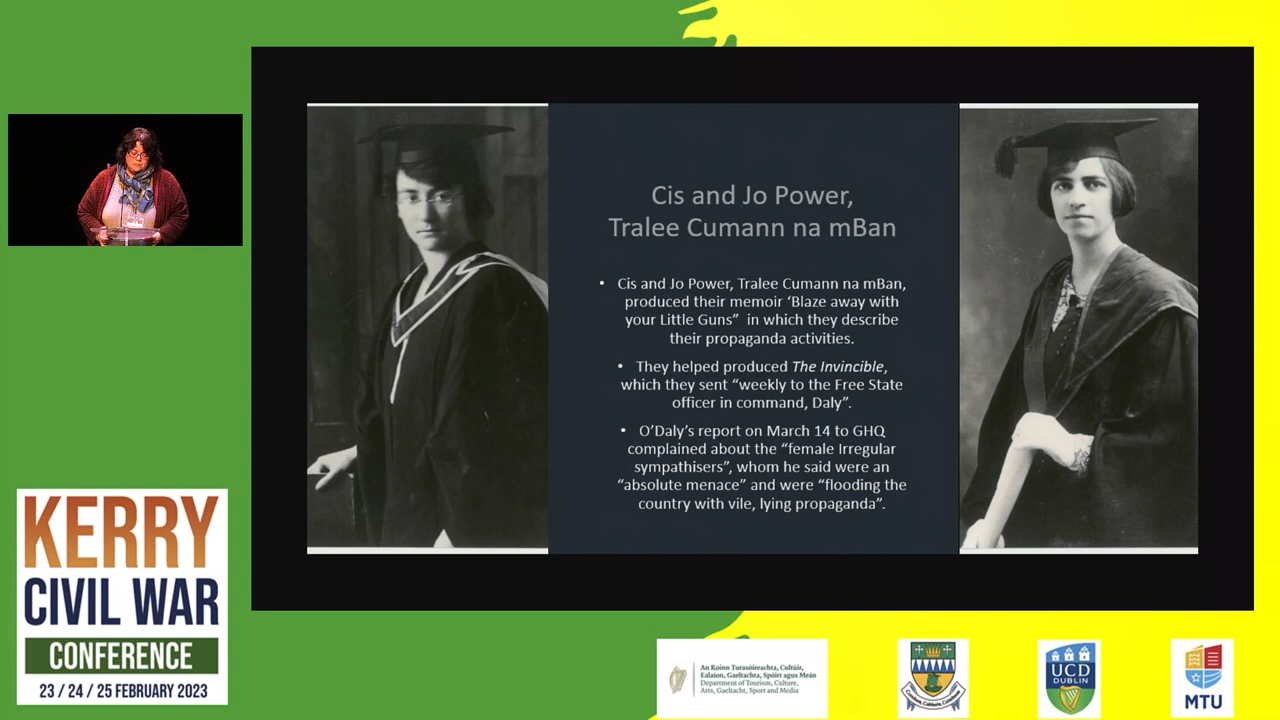 Cis and Jo Power,
Tralee Cumann na mBan
• Cis and Jo Power, Tralee Cumann na mBan,
produced their memoir ‘Blaze away with
your Little Guns” in which they describe
their propaganda activities.
• They helped produced The Invincible,
which they sent “weekly to the Free State
officer in command, Daly”.
• O’Daly’s report on March 14 to GHQ
complained about the “female Irregular
sympathisers”, whom he said were an
“absolute menace” and were “flooding the
country with vile, lying propaganda”.
KERRY
CIVIL WAR
CONFERENCE
23 / 24 / 25 FEBRUARY 2023
An Roinn Turasóireachta, Cultúir,
Ealaíon, Gaeltachta, Spóirt agus Meán
Department of Tourism, Culture,
Arts, Gaeltacht, Sport and Media
UCD
DUBLIN
MTU